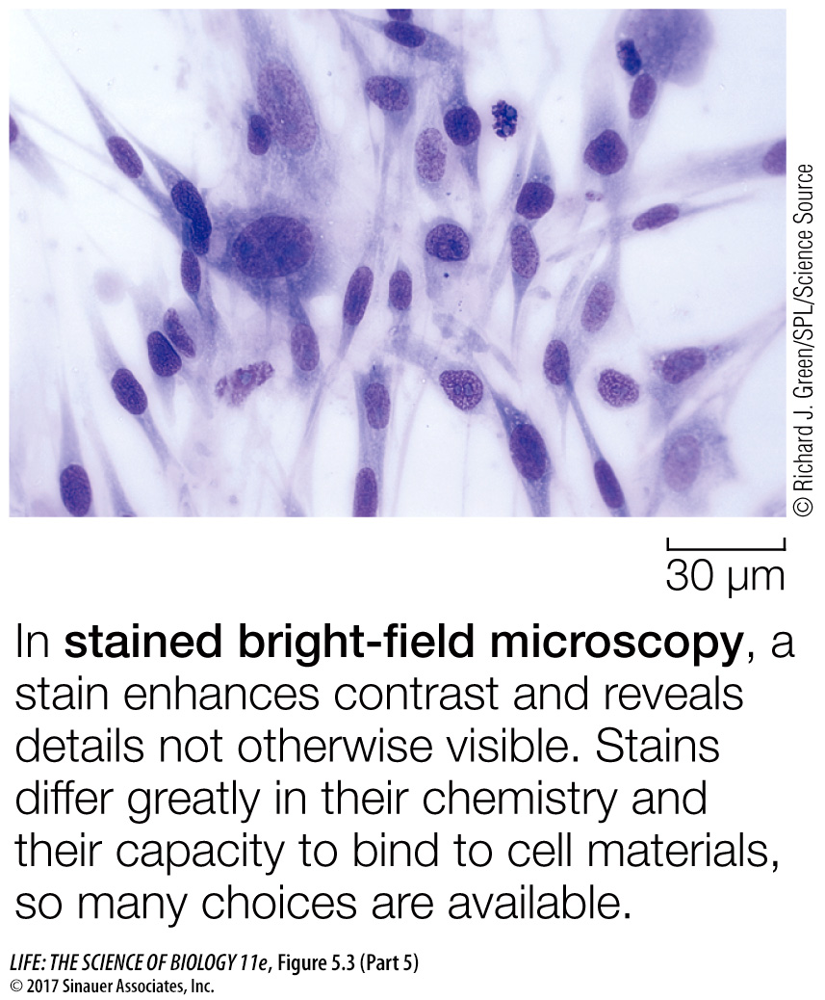 © Richard J. Green/SPL/Science Source
30 µm
In stained bright-field microscopy, a
stain enhances contrast and reveals
details not otherwise visible. Stains
differ greatly in their chemistry and
their capacity to bind to cell materials,
so many choices are available.
LIFE: THE SCIENCE OF BIOLOGY 11e, Figure 5.3 (Part 5)
© 2017 Sinauer Associates, Inc.